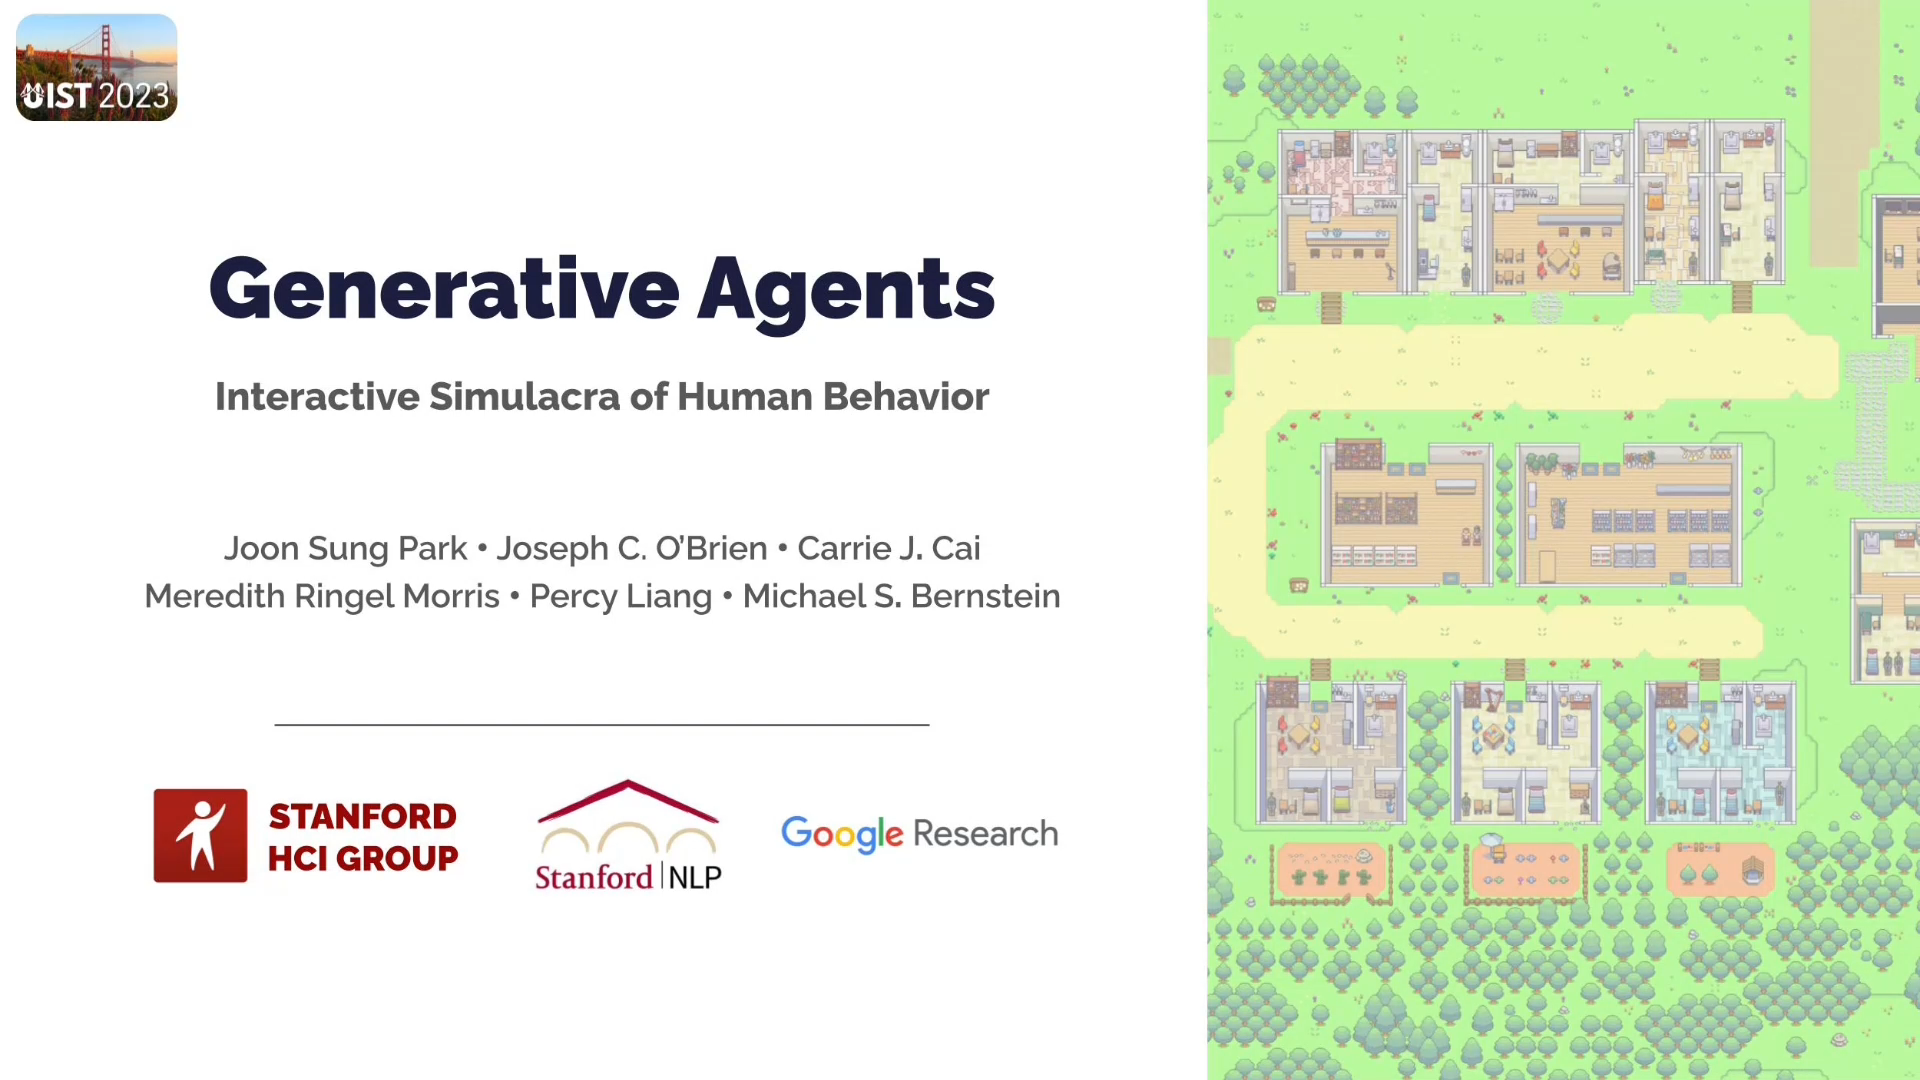 UIST 2023
Generative Agents
Interactive Simulacra of Human Behavior
Joon Sung Park • Joseph C. O’Brien • Carrie J. Cai
Meredith Ringel Morris • Percy Liang • Michael S. Bernstein
STANFORD
HCI GROUP
Stanford | NLP
Google Research